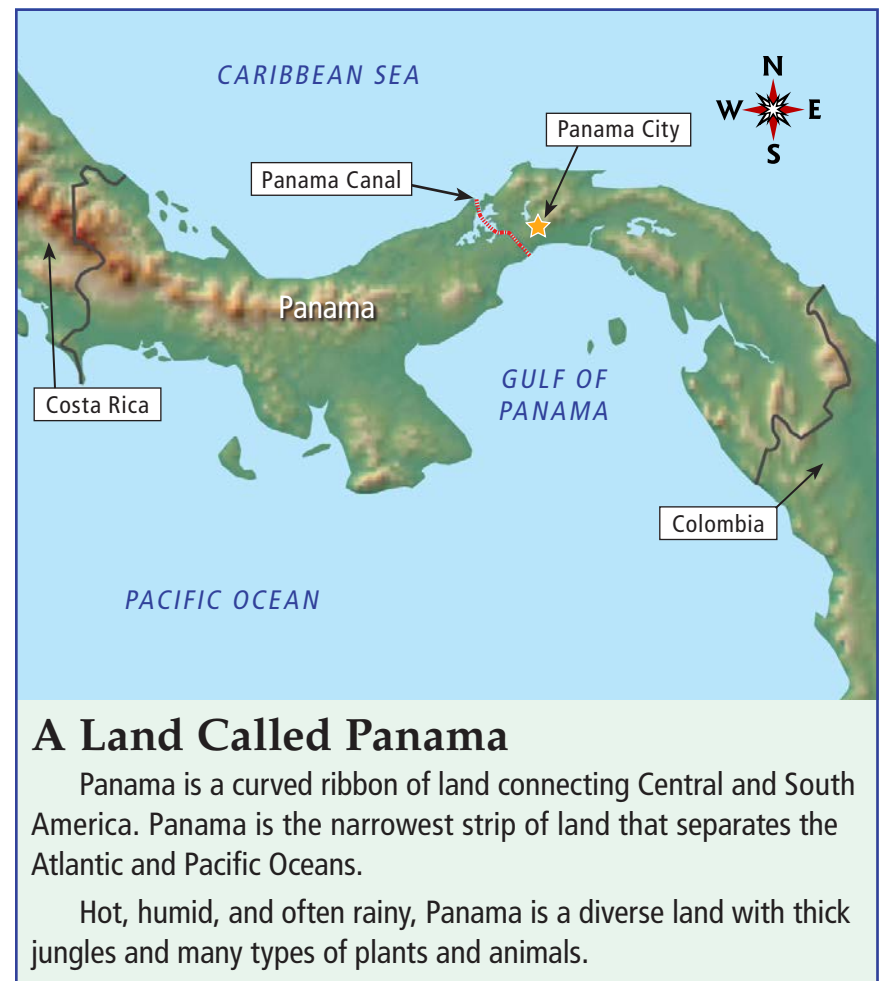 CARIBBEAN SEA
N
W
E
S
Panama City
Panama Canal
Panama
GULF OF
PANAMA
Costa Rica
Colombia
PACIFIC OCEAN
A Land Called Panama
Panama is a curved ribbon of land connecting Central and South
America. Panama is the narrowest strip of land that separates the
Atlantic and Pacific Oceans.
Hot, humid, and often rainy, Panama is a diverse land with thick
jungles and many types of plants and animals.